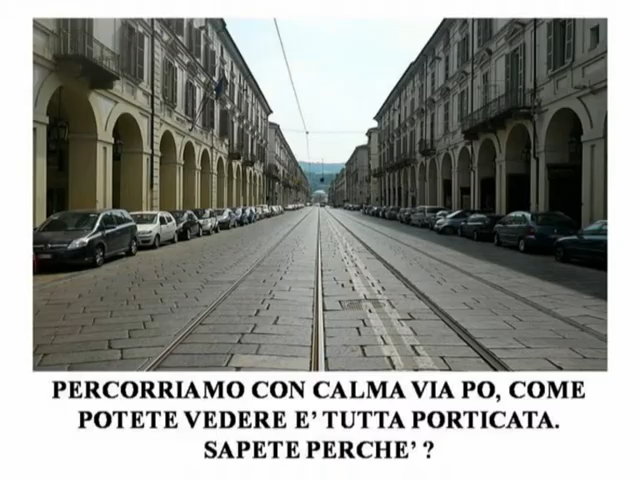 PERCORRIAMO CON CALMA VIA PO, COME
POTETE VEDERE E' TUTTA PORTICATA.
SAPETE PERCHE' ?